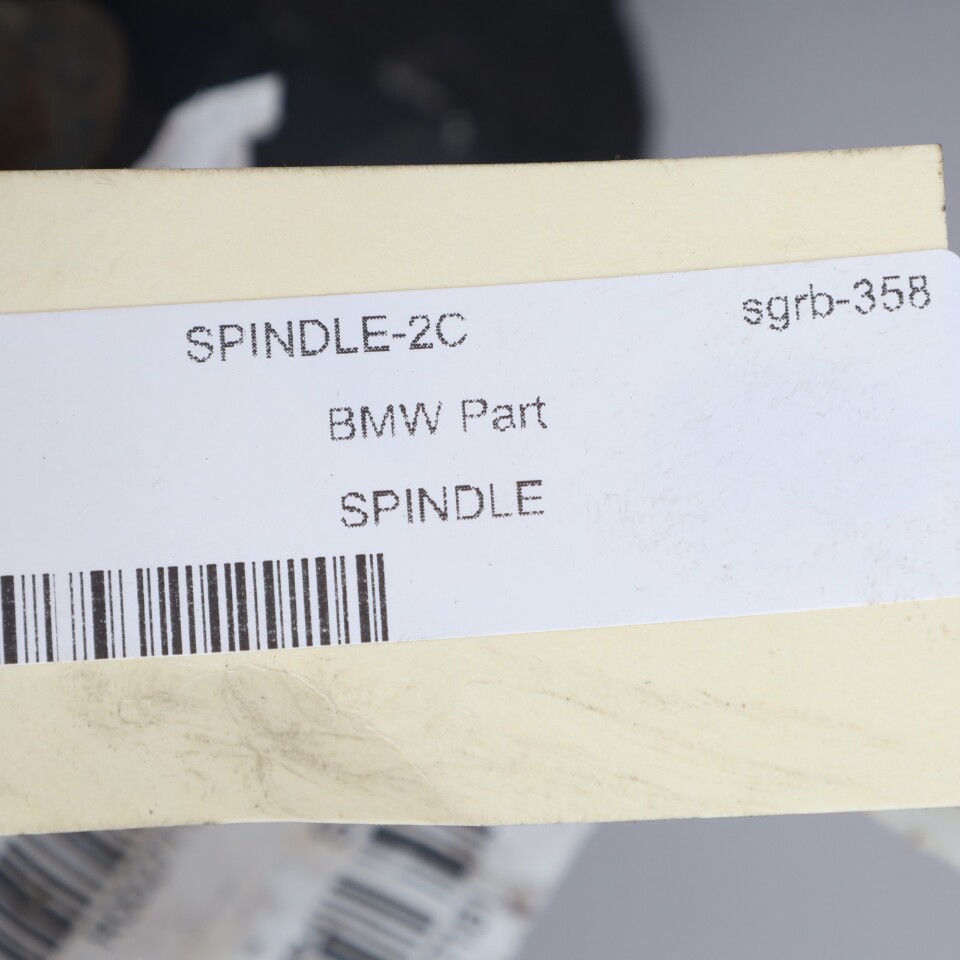 SPINDLE-2C sgrb-358
BMW Part
SPINDLE